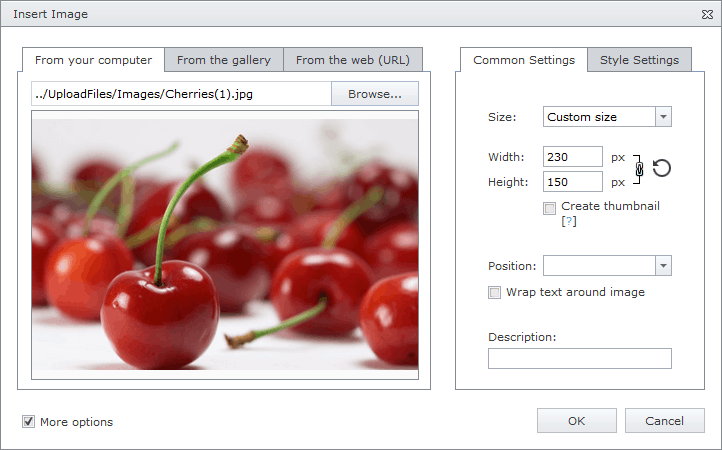 Insert Image
From your computer
From the gallery
From the web (URL)
../UploadFiles/Images/Cherries(1).jpg
Browse...
Common Settings
Style Settings
Size:
Custom size
Width:
230
px
Height:
150
px
Create thumbnail
[?]
Position:
Wrap text around image
Description:
More options
OK
Cancel